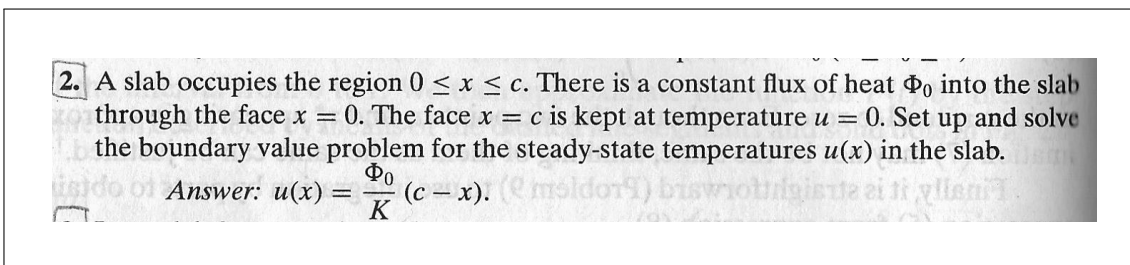 2. A slab occupies the region 0 ≤ x ≤ c. There is a constant flux of heat Φ₀ into the slab
through the face x = 0. The face x = c is kept at temperature u = 0. Set up and solve
the boundary value problem for the steady-state temperatures u(x) in the slab.
Answer: u(x) = Φ₀/K (c − x).